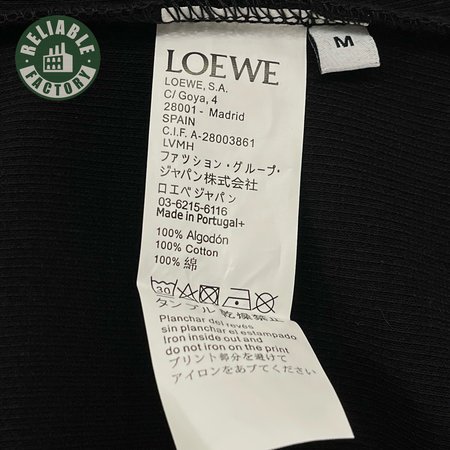 RELIABLE
FACTORY
M
LOEWE
LOEWE, S.A.
C/ Goya, 4
28001 - Madrid
SPAIN
C.I.F. A-28003861
LVMH
ファツション・グループ・
ジャパン株式会社
ロエベジャパン
03-6215-6116
Made in Portugal+
100% Algodón
100% Cotton
100% 綿
30
タンブル 乾燥禁止
Planchar del revés
sin planchar el estampado
Iron inside out and
do not iron on the print
プリント部分を避けて
アイロンをあブてください